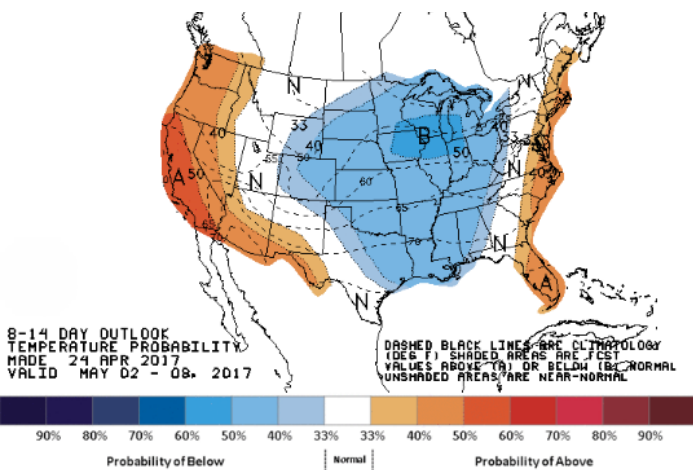 N
N
33
40
B
33
40
40
55
50
50
A
50
N
60
N
65
65
70
70
N
A
N
8-14 DAY OUTLOOK
TEMPERATURE PROBABILITY
MADE 24 APR 2017
VALID MAY 02 - 08, 2017
DASHED BLACK LINES ARE CLIMATOLOGY
(DEG F) SHADED AREAS ARE FCST
VALUES ABOVE (A) OR BELOW (B) NORMAL
UNSHADED AREAS ARE NEAR-NORMAL
90% 80% 70% 60% 50% 40% 33% 33% 40% 50% 60% 70% 80% 90%
Probability of Below Normal Probability of Above